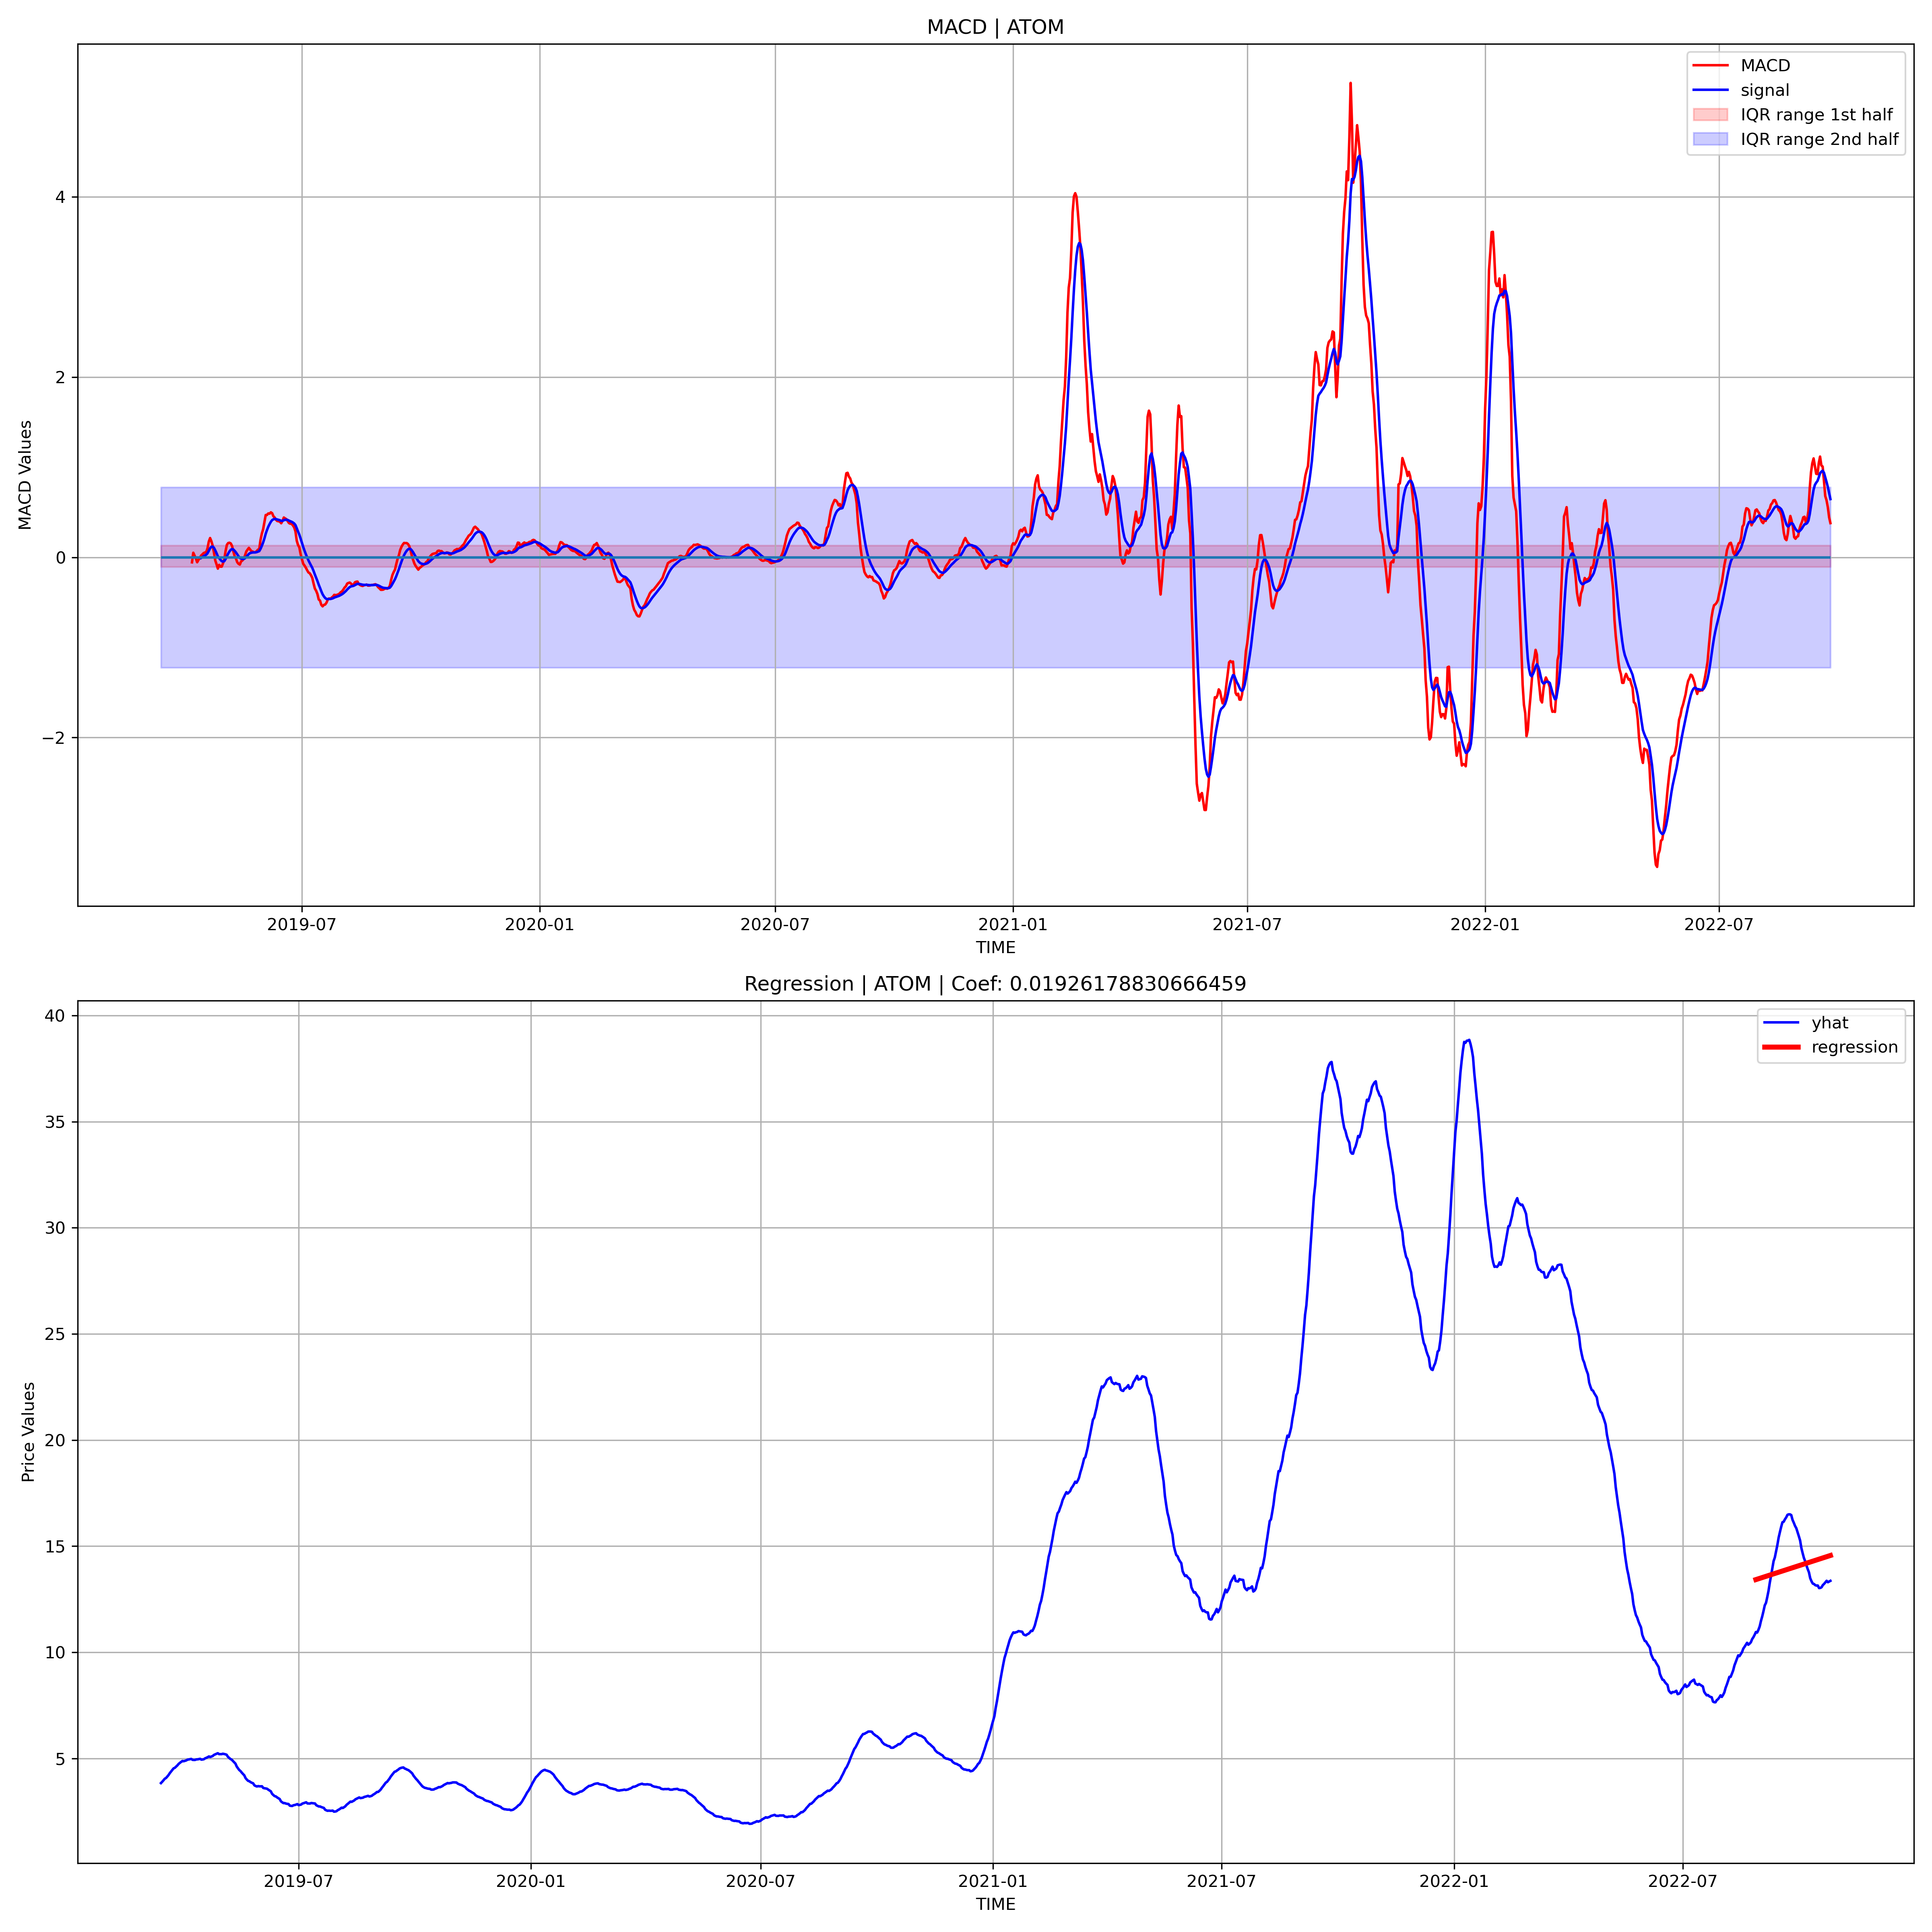 MACD | ATOM
MACD
signal
IQR range 1st half
IQR range 2nd half
MACD Values
4
2
0
−2
2019-07 2020-01 2020-07 2021-01 2021-07 2022-01 2022-07
TIME
Regression | ATOM | Coef: 0.01926178830666459
yhat
regression
Price Values
40
35
30
25
20
15
10
5
2019-07 2020-01 2020-07 2021-01 2021-07 2022-01 2022-07
TIME